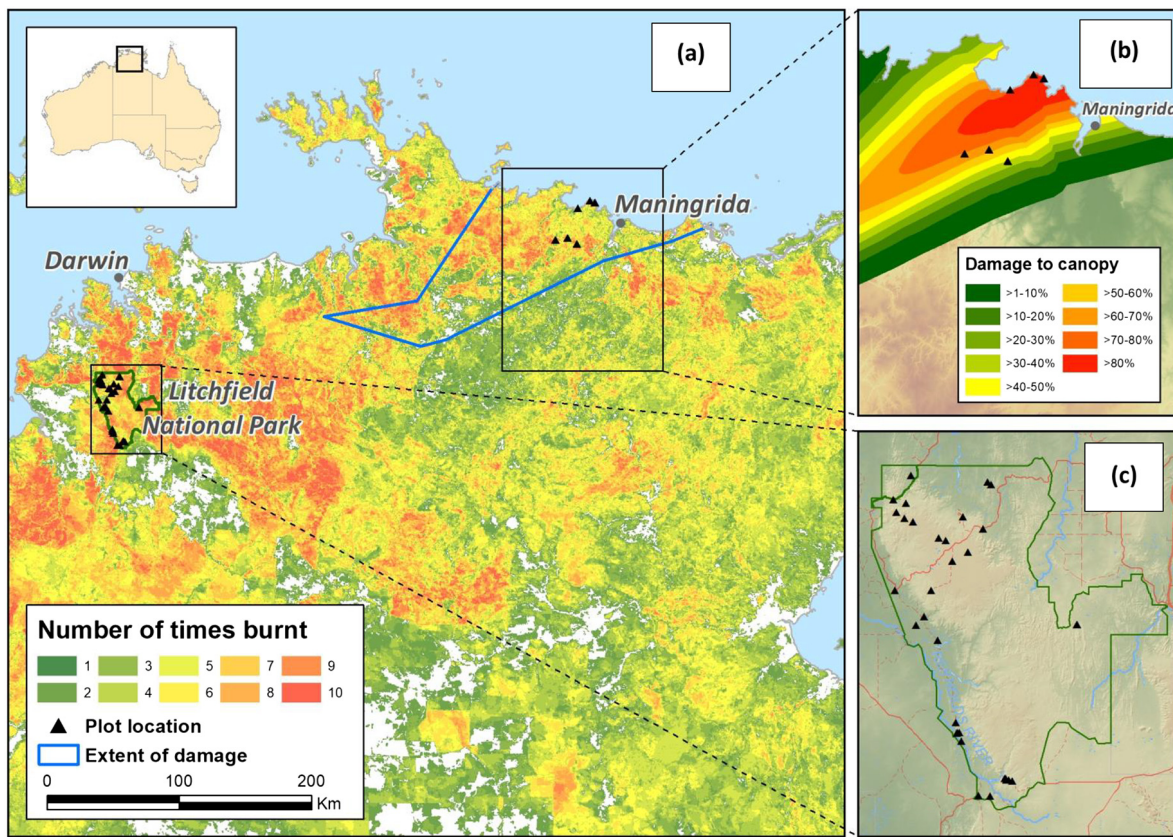 (a)
Maningrida
Darwin
Litchfield
National Park
Number of times burnt
1 3 5 7 9
2 4 6 8 10
Plot location
Extent of damage
0 100 200
Km
(b)
Maningrida
Damage to canopy
>1-10% >50-60%
>10-20% >60-70%
>20-30% >70-80%
>30-40% >80%
>40-50%
(c)